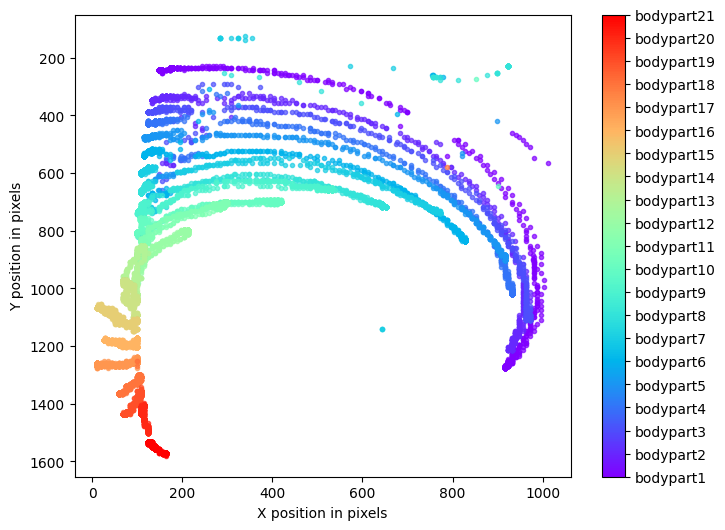 200
400
600
800
1000
1200
1400
1600
Y position in pixels
0 200 400 600 800 1000
X position in pixels
bodypart21
bodypart20
bodypart19
bodypart18
bodypart17
bodypart16
bodypart15
bodypart14
bodypart13
bodypart12
bodypart11
bodypart10
bodypart9
bodypart8
bodypart7
bodypart6
bodypart5
bodypart4
bodypart3
bodypart2
bodypart1